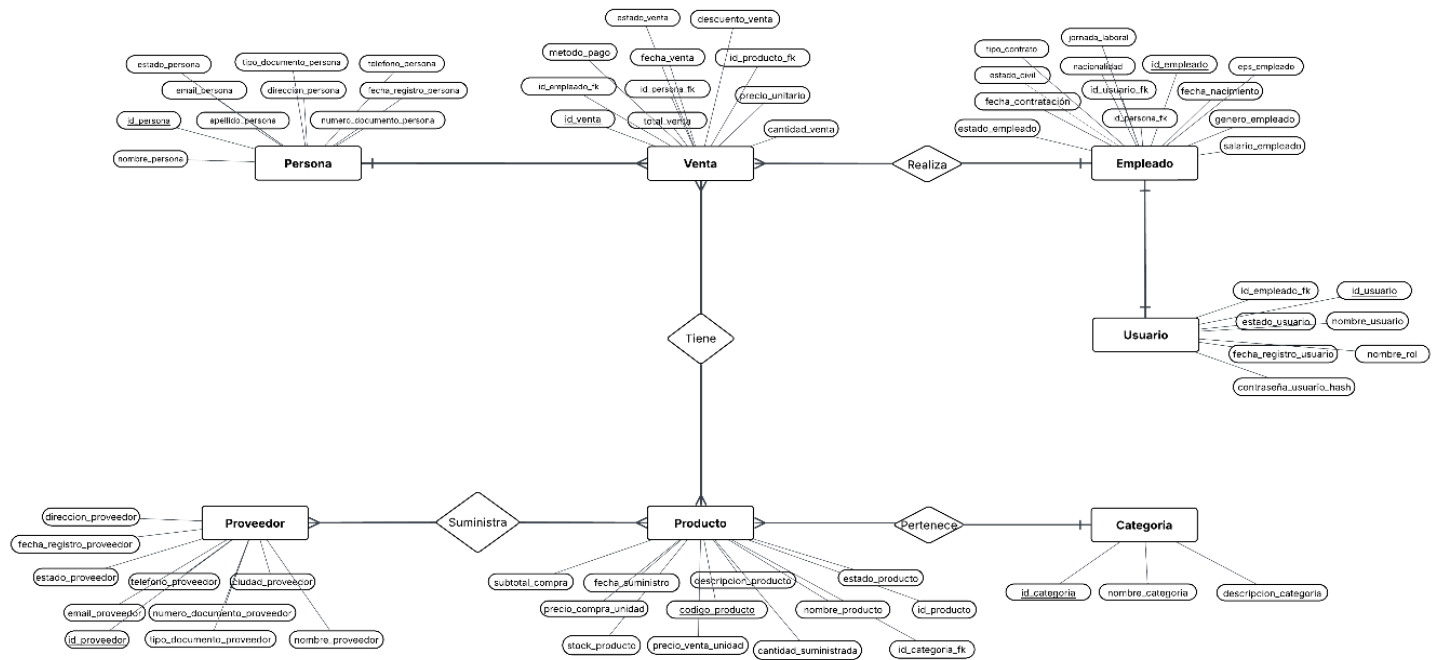 estado_venta
descuento_venta
metodo_pago
fecha_venta
id_producto_fk
id_empleado_fk
id_persona_fk
precio_unitario
id_venta
total_venta
cantidad_venta
Venta
estado_persona
tipo_documento_persona
telefono_persona
email_persona
direccion_persona
fecha_registro_persona
id_persona
apellido_persona
numero_documento_persona
nombre_persona
Persona
jornada_laboral
tipo_contrato
nacionalidad
id_empleado
eps_empleado
estado_civil
id_usuario_fk
fecha_nacimiento
fecha_contratación
id_persona_fk
genero_empleado
estado_empleado
salario_empleado
Empleado
Realiza
id_empleado_fk
id_usuario
estado_usuario
nombre_usuario
Usuario
fecha_registro_usuario
nombre_rol
contraseña_usuario_hash
Tiene
Proveedor
Suministra
Producto
Pertenece
Categoria
direccion_proveedor
fecha_registro_proveedor
estado_proveedor
telefono_proveedor
ciudad_proveedor
email_proveedor
numero_documento_proveedor
id_proveedor
tipo_documento_proveedor
nombre_proveedor
subtotal_compra
fecha_suministro
descripcion_producto
estado_producto
precio_compra_unidad
codigo_producto
nombre_producto
id_producto
stock_producto
precio_venta_unidad
cantidad_suministrada
id_categoria_fk
id_categoria
nombre_categoria
descripcion_categoria